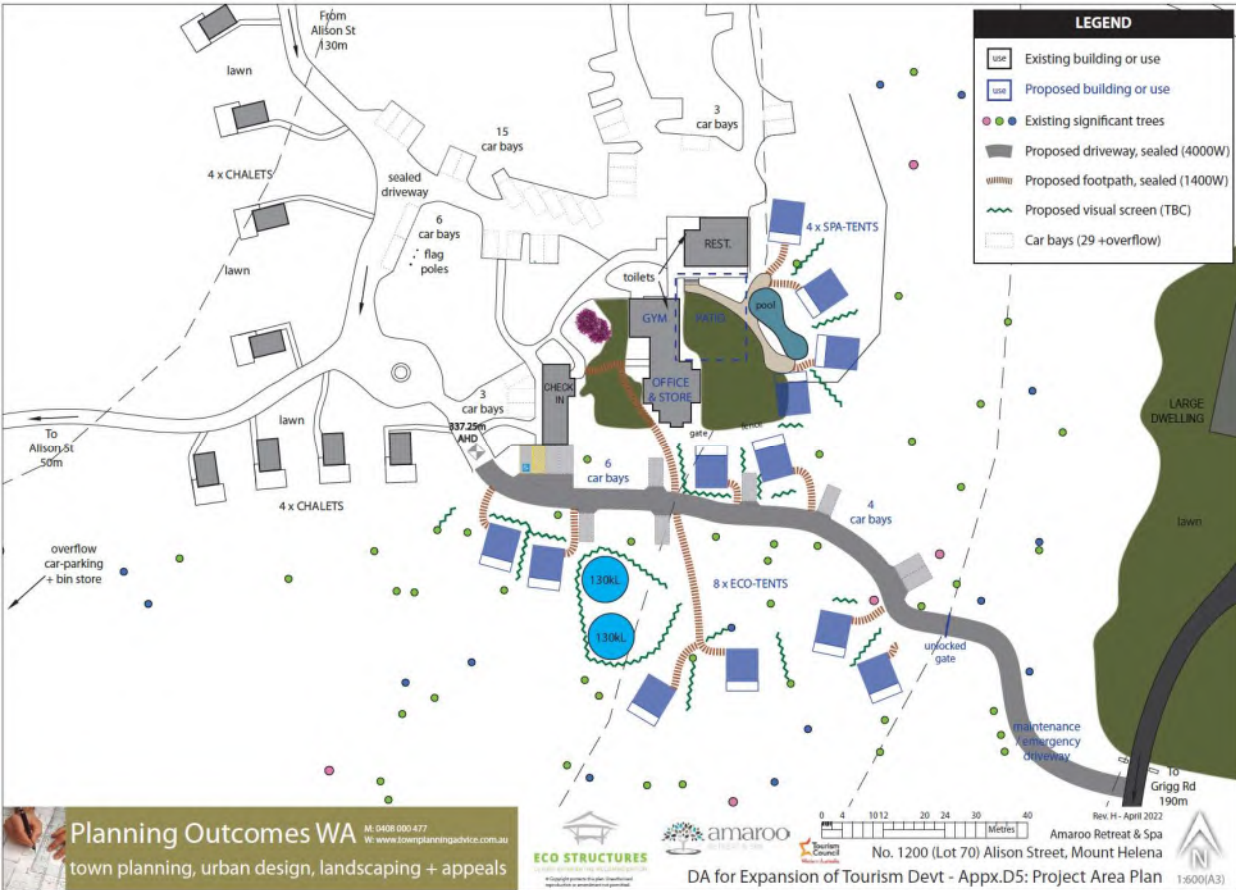 From
Alison St
130m
lawn
15
car bays
3
car bays
4 x CHALETS
sealed
driveway
6
car bays
flag
poles
lawn
toilets
REST.
4 x SPA-TENTS
pool
GYM
PATIO
OFFICE
& STORE
CHECK
IN
3
car bays
337.25m
AHD
lawn
To
Alison St
50m
4 x CHALETS
gate
fence
6
car bays
4
car bays
LARGE
DWELLING
lawn
overflow
car-parking
+ bin store
130kL
130kL
8 x ECO-TENTS
unlocked
gate
maintenance
/ emergency
driveway
To
Grigg Rd
190m
LEGEND
use Existing building or use
use Proposed building or use
Existing significant trees
Proposed driveway, sealed (4000W)
Proposed footpath, sealed (1400W)
Proposed visual screen (TBC)
Car bays (29 +overflow)
Planning Outcomes WA
M: 0408 000 477
W: www.townplanningadvice.com.au
town planning, urban design, landscaping + appeals
ECO STRUCTURES
amaroo
RETREAT & SPA
Tourism
Council
Western Australia
0 4 10 12 20 24 30 40
Metres
Rev. H - April 2022
Amaroo Retreat & Spa
No. 1200 (Lot 70) Alison Street, Mount Helena
DA for Expansion of Tourism Devt - Appx.D5: Project Area Plan
N
1:600(A3)